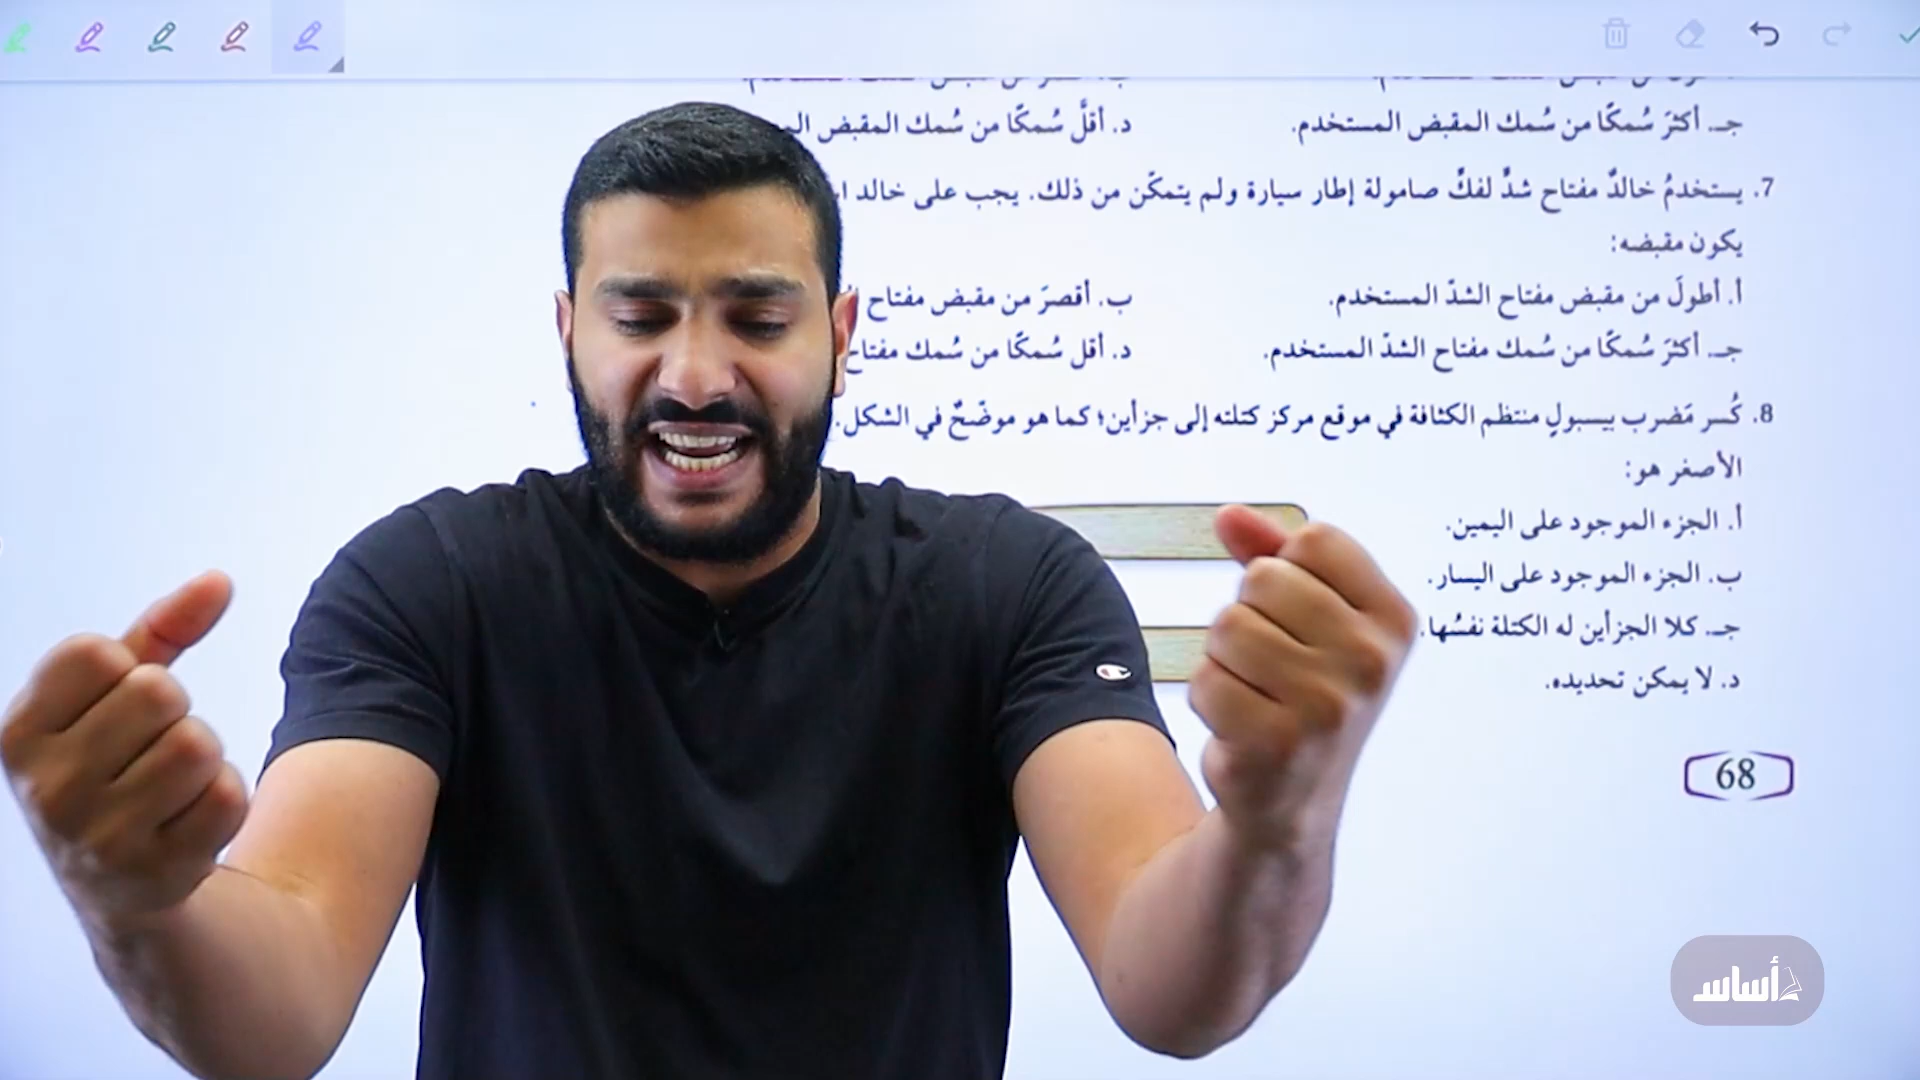 جـ. أكثرَ سُمكًا من سُمك المقبض المستخدم.
د. أقلَّ سُمكًا من سُمك المقبض
7. يستخدمُ خالدٌ مفتاح شدٍّ لفكِّ صامولة إطار سيارة ولم يتمكّن من ذلك. يجب على خالد
يكون مقبضه:
أ. أطولَ من مقبض مفتاح الشدّ المستخدم.
ب. أقصرَ من مقبض مفتاح
جـ. أكثرَ سُمكًا من سُمك مفتاح الشدّ المستخدم.
د. أقل سُمكًا من سُمك مفتاح
8. كُسر مَضرب بيسبولٍ منتظم الكثافة في موقع مركز كتلته إلى جزأين؛ كما هو موضّحٌ في الشكل.
الأصغر هو:
أ. الجزء الموجود على اليمين.
ب. الجزء الموجود على اليسار.
جـ. كلا الجزأين له الكتلة نفسُها.
د. لا يمكن تحديده.
68
أساس